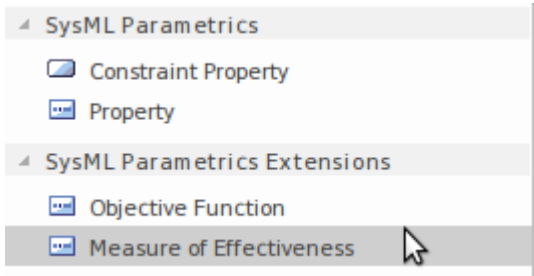 SysML Parametrics
Constraint Property
Property
SysML Parametrics Extensions
Objective Function
Measure of Effectiveness